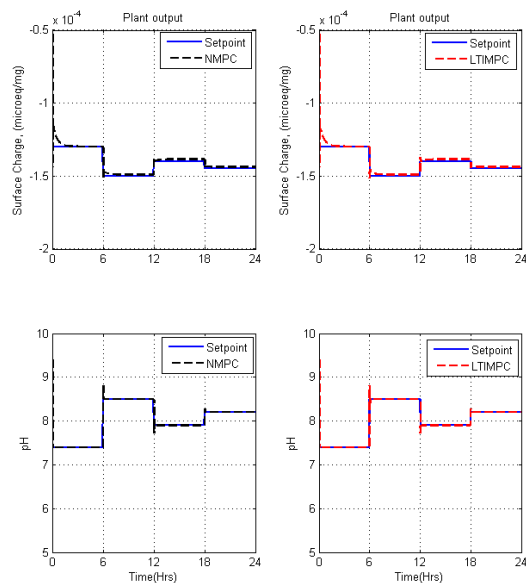 x 10^-4
Plant output
-0.5
-1
-1.5
-2
0 6 12 18 24
Surface Charge, (microeq/mg)
Setpoint
NMPC
x 10^-4
Plant output
-0.5
-1
-1.5
-2
0 6 12 18 24
Surface Charge, (microeq/mg)
Setpoint
LTIMPC
10
9
8
7
6
5
0 6 12 18 24
pH
Time(Hrs)
Setpoint
NMPC
10
9
8
7
6
5
0 6 12 18 24
pH
Time(Hrs)
Setpoint
LTIMPC